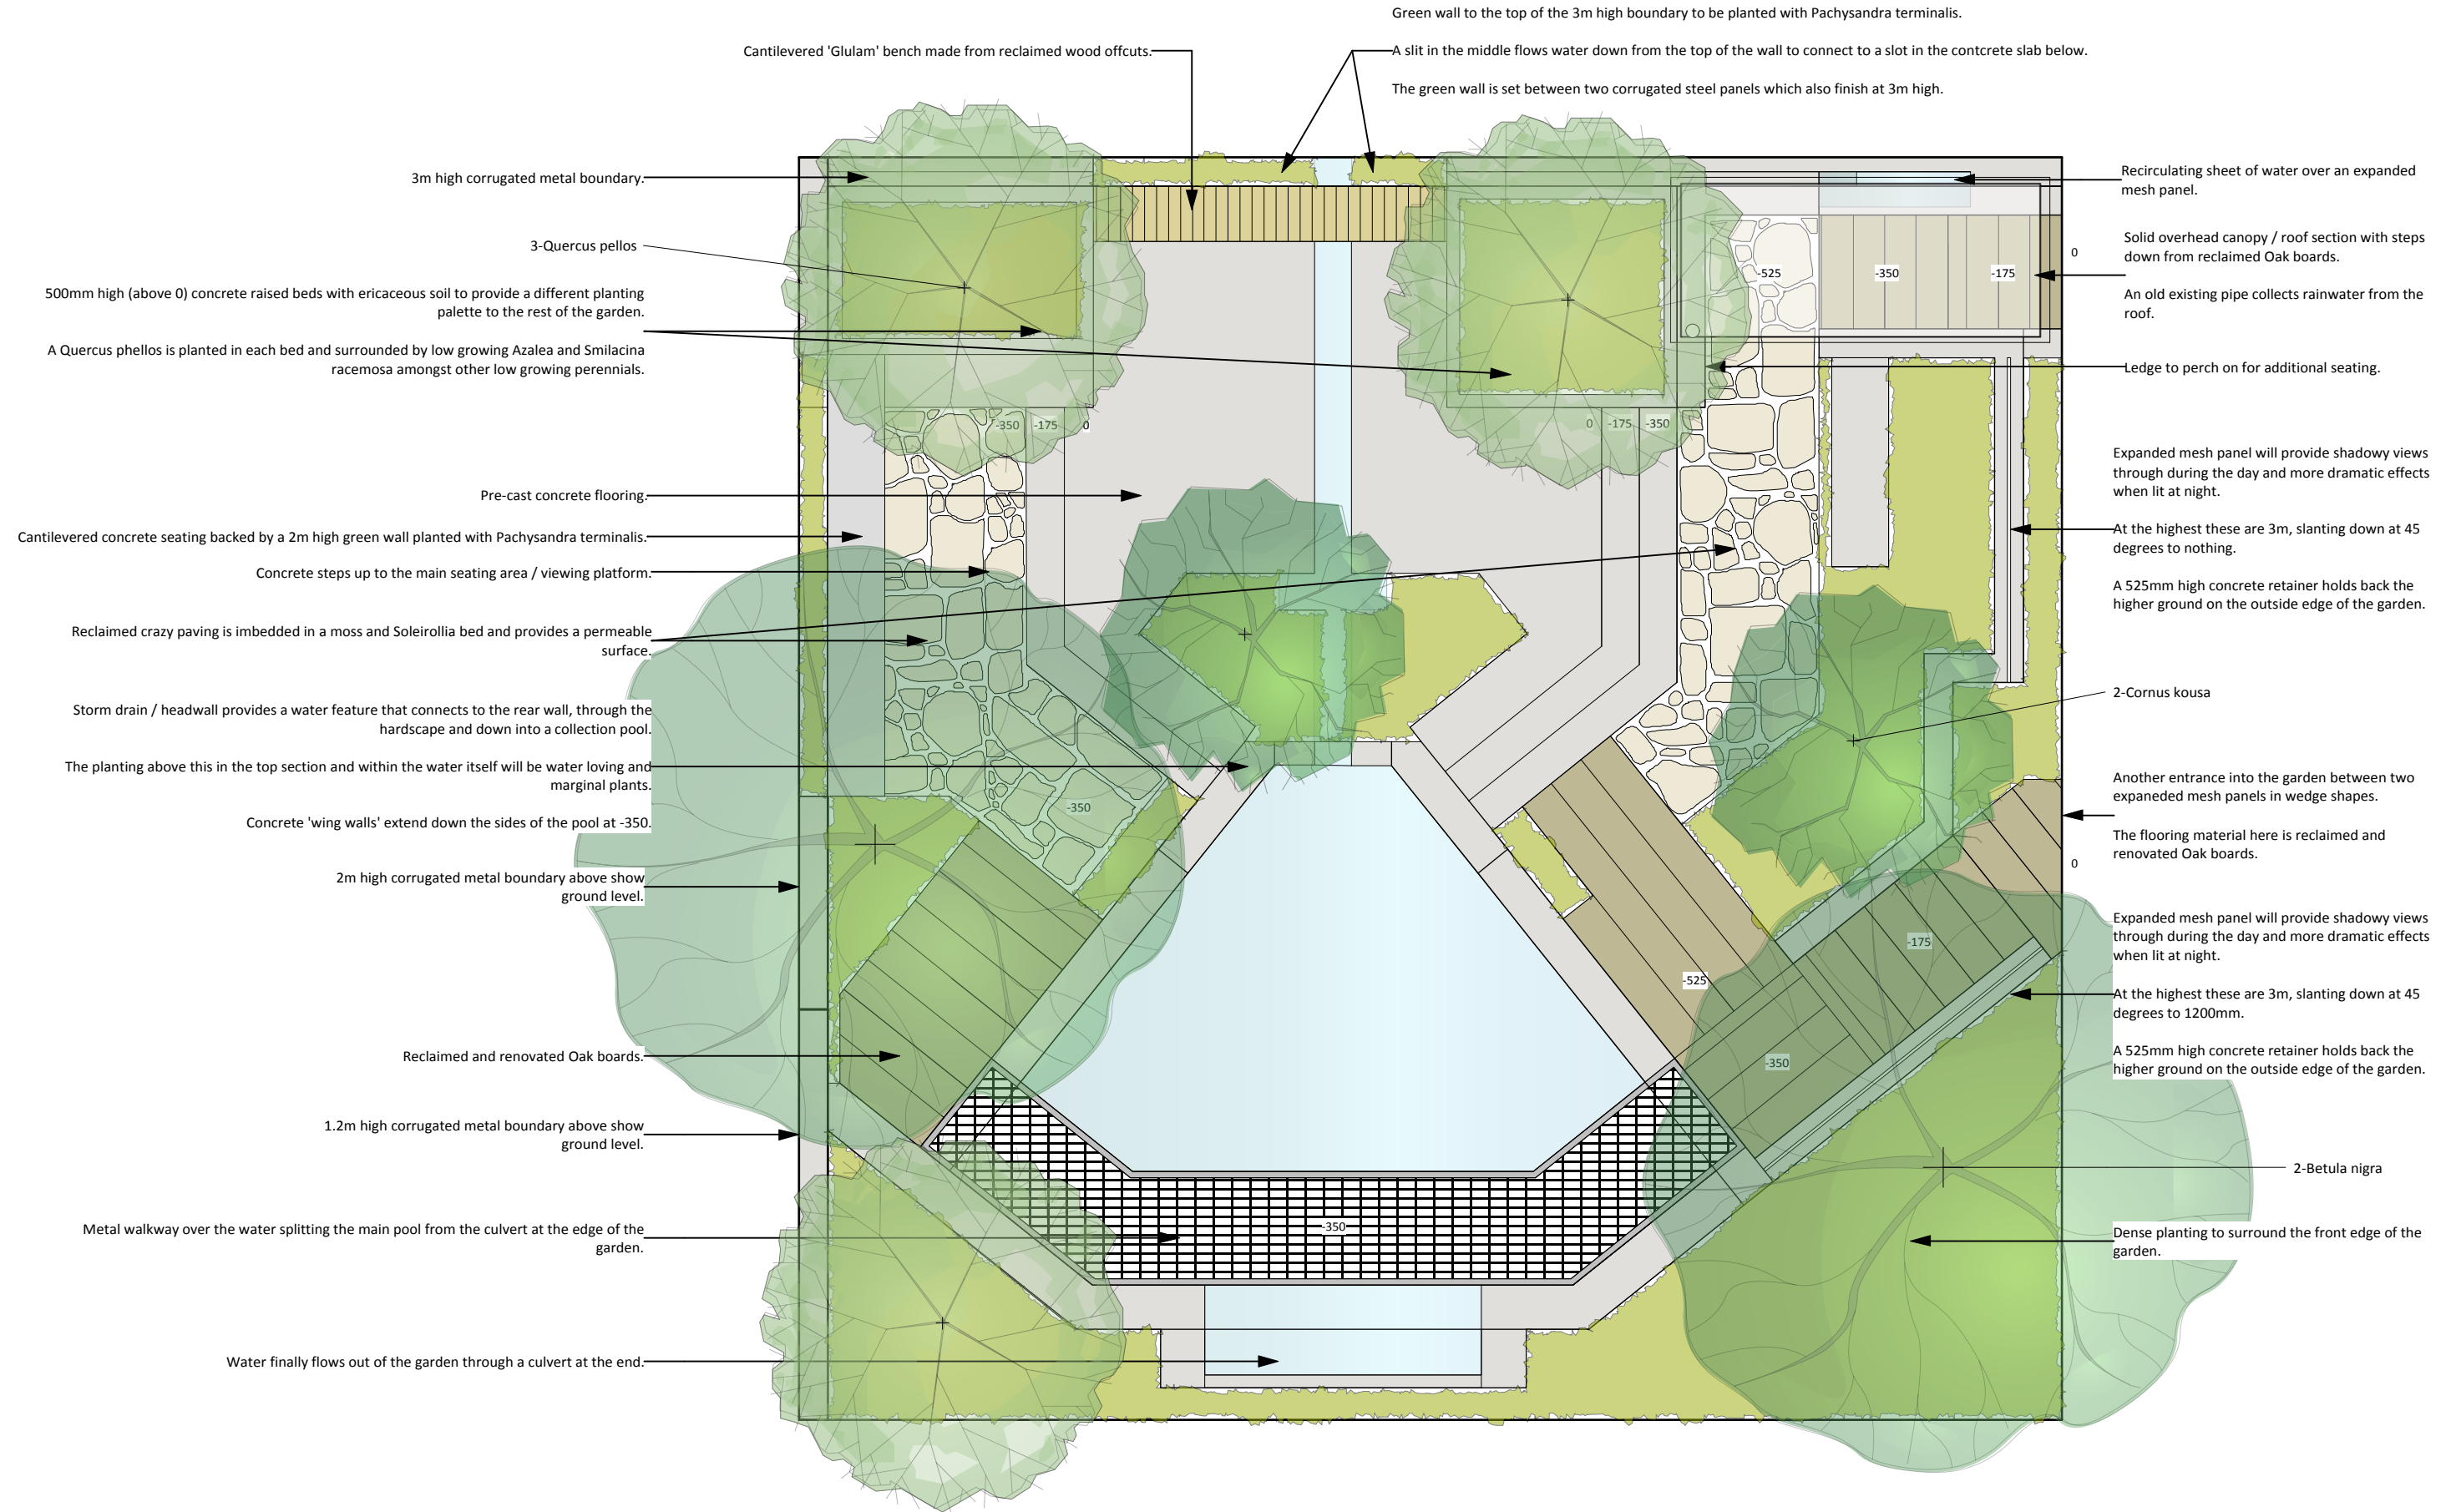 Green wall to the top of the 3m high boundary to be planted with Pachysandra terminalis.
Cantilevered 'Glulam' bench made from reclaimed wood offcuts.
A slit in the middle flows water down from the top of the wall to connect to a slot in the contcrete slab below.
The green wall is set between two corrugated steel panels which also finish at 3m high.
3m high corrugated metal boundary.
3-Quercus pellos
500mm high (above 0) concrete raised beds with ericaceous soil to provide a different planting
palette to the rest of the garden.
A Quercus phellos is planted in each bed and surrounded by low growing Azalea and Smilacina
racemosa amongst other low growing perennials.
Pre-cast concrete flooring.
Cantilevered concrete seating backed by a 2m high green wall planted with Pachysandra terminalis.
Concrete steps up to the main seating area / viewing platform.
Reclaimed crazy paving is imbedded in a moss and Soleirollia bed and provides a permeable
surface.
Storm drain / headwall provides a water feature that connects to the rear wall, through the
hardscape and down into a collection pool.
The planting above this in the top section and within the water itself will be water loving and
marginal plants.
Concrete 'wing walls' extend down the sides of the pool at -350.
2m high corrugated metal boundary above show
ground level.
Reclaimed and renovated Oak boards.
1.2m high corrugated metal boundary above show
ground level.
Metal walkway over the water splitting the main pool from the culvert at the edge of the
garden.
Water finally flows out of the garden through a culvert at the end.
-525
-350
-175
0
-350
-175
0
0
-175
-350
-350
-525
-175
-350
0
-350
Recirculating sheet of water over an expanded
mesh panel.
Solid overhead canopy / roof section with steps
down from reclaimed Oak boards.
An old existing pipe collects rainwater from the
roof.
Ledge to perch on for additional seating.
Expanded mesh panel will provide shadowy views
through during the day and more dramatic effects
when lit at night.
At the highest these are 3m, slanting down at 45
degrees to nothing.
A 525mm high concrete retainer holds back the
higher ground on the outside edge of the garden.
2-Cornus kousa
Another entrance into the garden between two
expaneded mesh panels in wedge shapes.
The flooring material here is reclaimed and
renovated Oak boards.
Expanded mesh panel will provide shadowy views
through during the day and more dramatic effects
when lit at night.
At the highest these are 3m, slanting down at 45
degrees to 1200mm.
A 525mm high concrete retainer holds back the
higher ground on the outside edge of the garden.
2-Betula nigra
Dense planting to surround the front edge of the
garden.